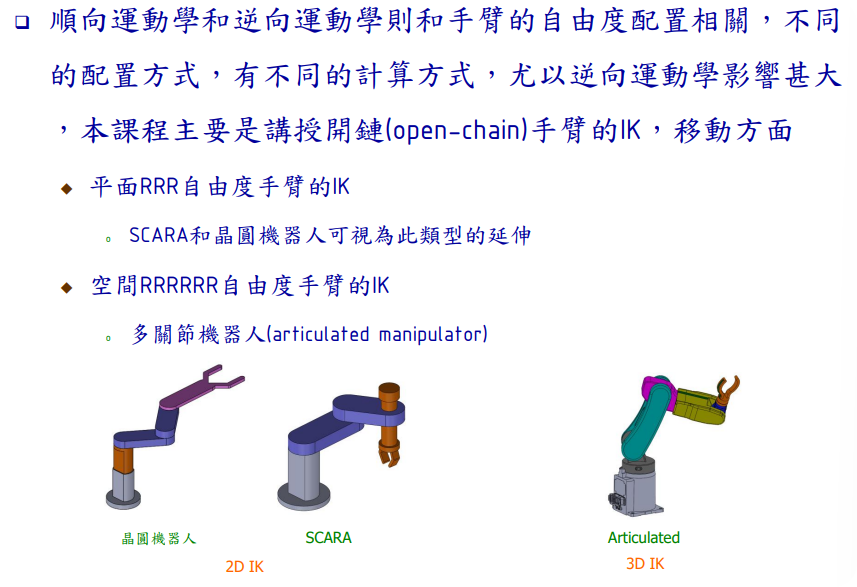 順向運動學和逆向運動學則和手臂的自由度配置相關，不同
的配置方式，有不同的計算方式，尤以逆向運動學影響甚大
，本課程主要是講授開鏈(open-chain)手臂的IK，移動方面
平面RRR自由度手臂的IK
SCARA和晶圓機器人可視為此類型的延伸
空間RRRRRR自由度手臂的IK
多關節機器人(articulated manipulator)
晶圓機器人
SCARA
Articulated
2D IK
3D IK